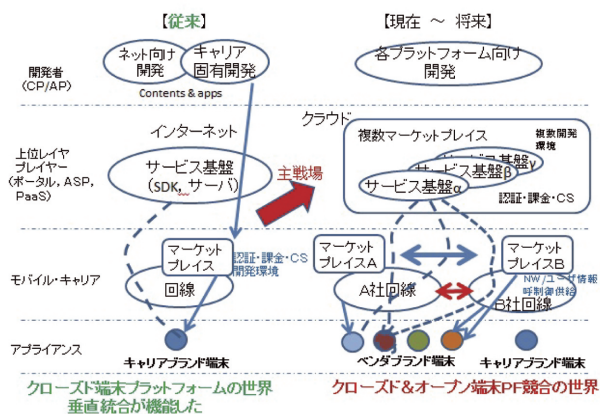 【従来】
【現在 ～ 将来】
開発者
(CP/AP)
ネット向け
開発
キャリア
固有開発
各プラットフォーム向け
開発
Contents & apps
インターネット
クラウド
上位レイヤ
プレイヤー
(ポータル, ASP,
PaaS)
サービス基盤
(SDK, サーバ)
主戦場
複数マーケットプレイス
複数開発
環境
サービス基盤γ
サービス基盤β
サービス基盤α
認証・課金・CS
モバイル・キャリア
マーケット
プレイス
認証・課金・CS
開発環境
回線
マーケット
プレイスA
マーケット
プレイスB
A社回線
NW/ユーザ情報
呼制御供給
B社回線
アプライアンス
キャリアブランド端末
ベンダブランド端末
キャリアブランド端末
クローズド端末プラットフォームの世界
垂直統合が機能した
クローズド&オープン端末PF競合の世界